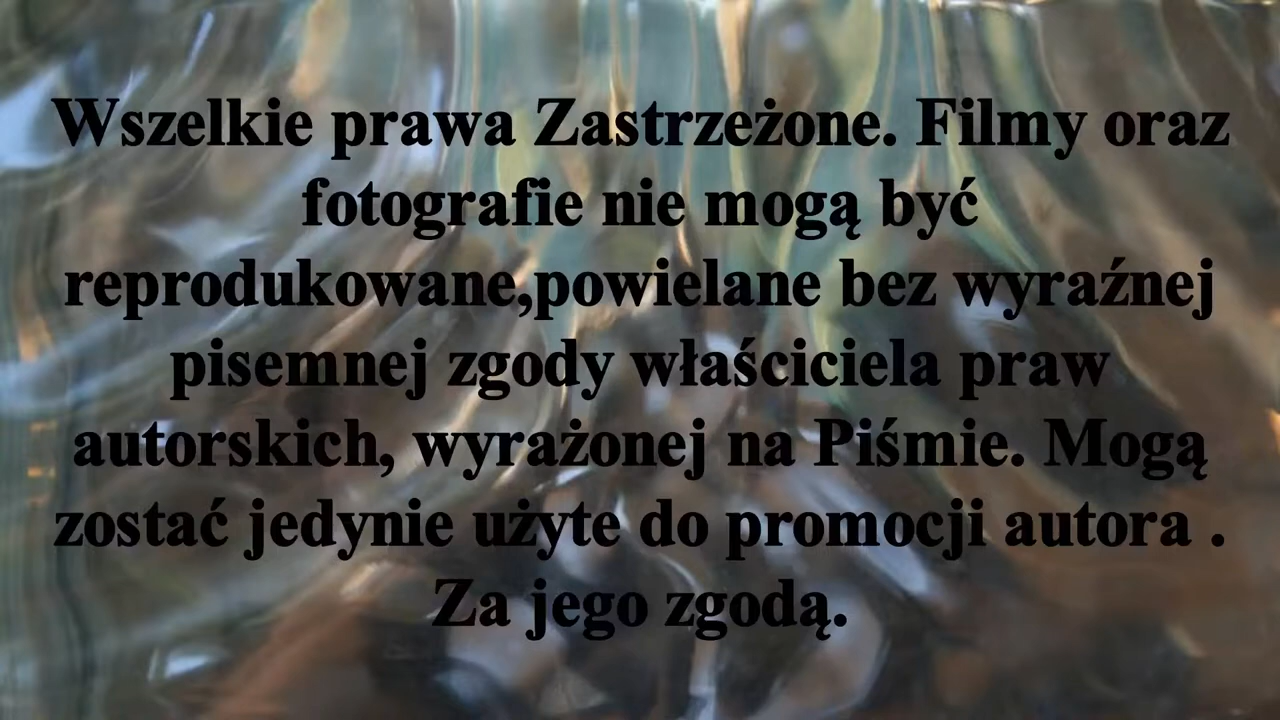 Wszelkie prawa Zastrzeżone. Filmy oraz
fotografie nie mogą być
reprodukowane,powielane bez wyraźnej
pisemnej zgody właściciela praw
autorskich, wyrażonej na Piśmie. Mogą
zostać jedynie użyte do promocji autora .
Za jego zgodą.